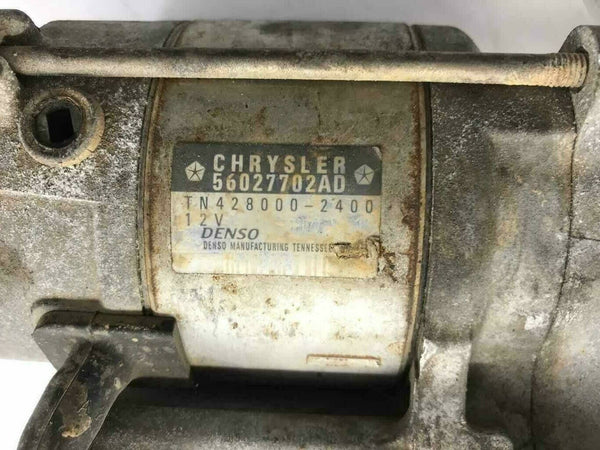 CHRYSLER
56027702AD
TN428000-2400
12V
DENSO
DENSO MANUFACTURING TENNESSEE